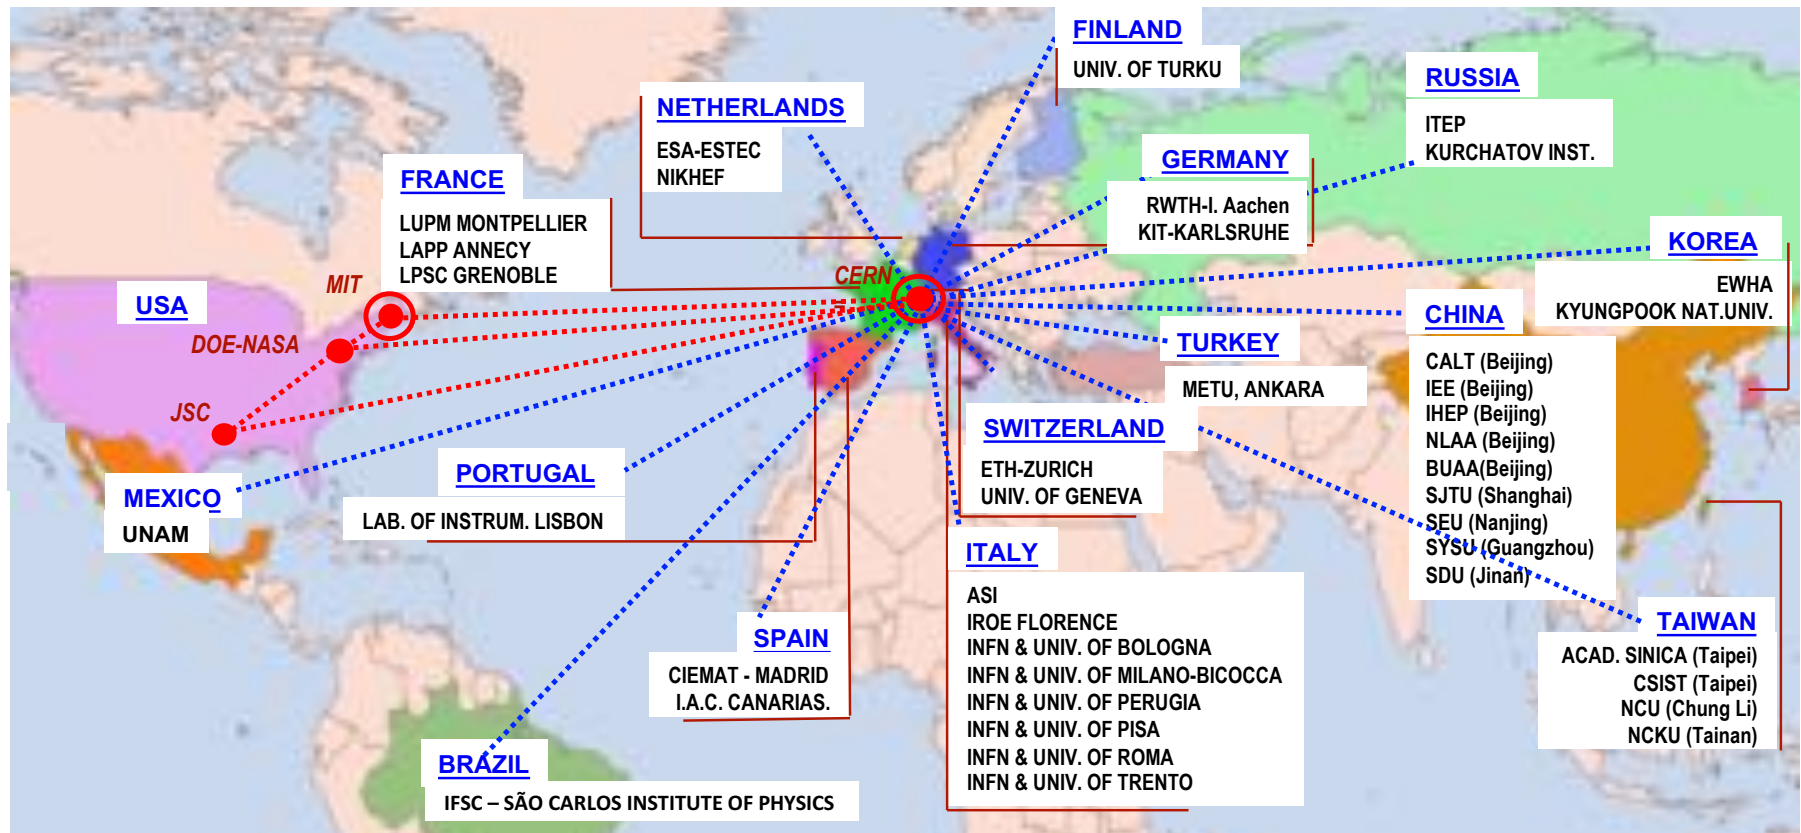 FINLAND
UNIV. OF TURKU
RUSSIA
ITEP
KURCHATOV INST.
NETHERLANDS
ESA-ESTEC
NIKHEF
GERMANY
RWTH-I. Aachen
KIT-KARLSRUHE
FRANCE
LUPM MONTPELLIER
LAPP ANNECY
LPSC GRENOBLE
KOREA
EWHA
KYUNGPOOK NAT.UNIV.
USA
MIT
DOE-NASA
JSC
CERN
CHINA
CALT (Beijing)
IEE (Beijing)
IHEP (Beijing)
NLAA (Beijing)
BUAA(Beijing)
SJTU (Shanghai)
SEU (Nanjing)
SYSU (Guangzhou)
SDU (Jinan)
TURKEY
METU, ANKARA
SWITZERLAND
ETH-ZURICH
UNIV. OF GENEVA
MEXICO
UNAM
PORTUGAL
LAB. OF INSTRUM. LISBON
ITALY
ASI
IROE FLORENCE
INFN & UNIV. OF BOLOGNA
INFN & UNIV. OF MILANO-BICOCCA
INFN & UNIV. OF PERUGIA
INFN & UNIV. OF PISA
INFN & UNIV. OF ROMA
INFN & UNIV. OF TRENTO
SPAIN
CIEMAT - MADRID
I.A.C. CANARIAS.
TAIWAN
ACAD. SINICA (Taipei)
CSIST (Taipei)
NCU (Chung Li)
NCKU (Tainan)
BRAZIL
IFSC – SÃO CARLOS INSTITUTE OF PHYSICS